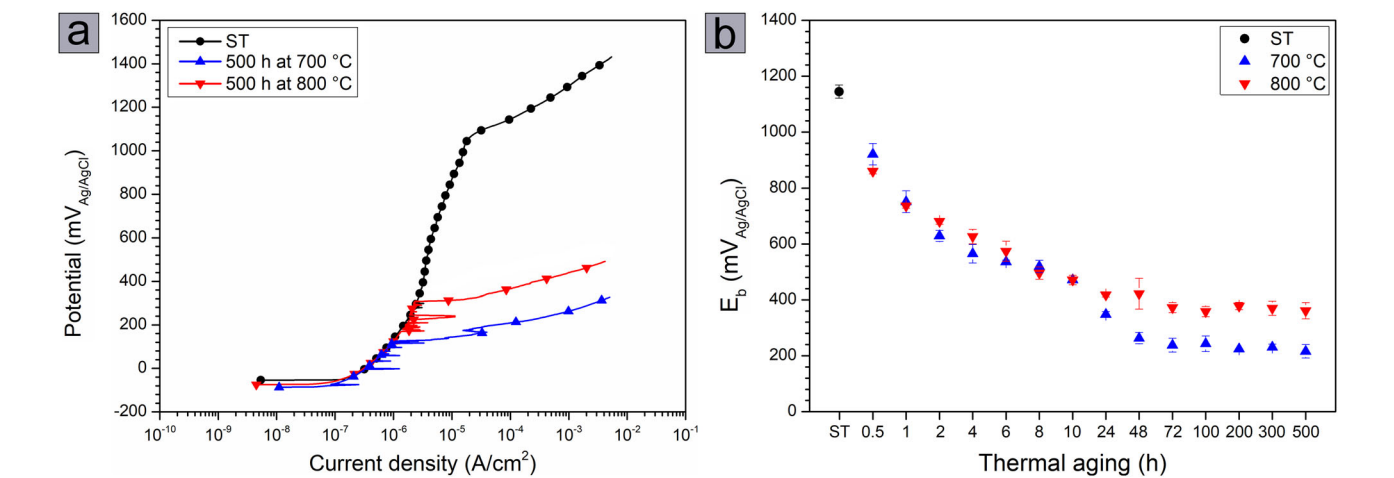 a
1600
1400
1200
1000
800
600
400
200
0
-200
Potential (mV_Ag/AgCl)
ST
500 h at 700 °C
500 h at 800 °C
10^-10 10^-9 10^-8 10^-7 10^-6 10^-5 10^-4 10^-3 10^-2 10^-1
Current density (A/cm²)
b
1400
1200
1000
800
600
400
200
0
E_b (mV_Ag/AgCl)
ST
700 °C
800 °C
ST 0.5 1 2 4 6 8 10 24 48 72 100 200 300 500
Thermal aging (h)